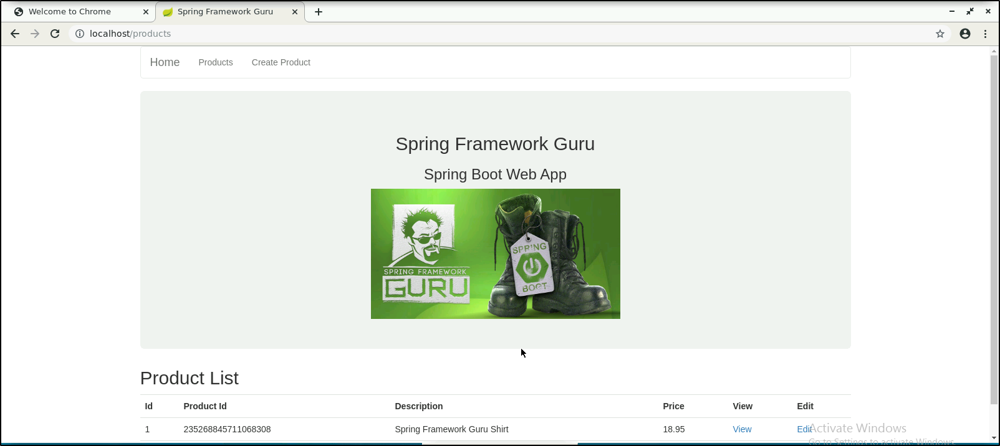 Welcome to Chrome
Spring Framework Guru
localhost/products
Home Products Create Product
Spring Framework Guru
Spring Boot Web App
SPRING FRAMEWORK
GURU
SPRING
BOOT
Product List
Id Product Id Description Price View Edit
1 235268845711068308 Spring Framework Guru Shirt 18.95 View Edit
Activate Windows
Go to Settings to activate Windows.